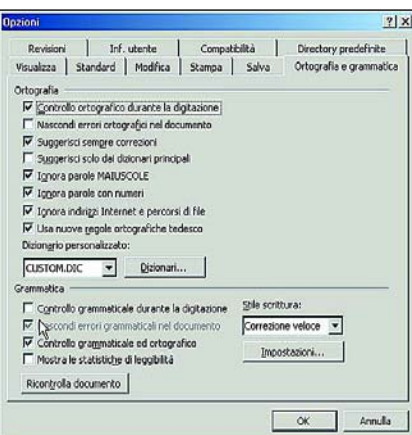 Opzioni
Revisioni Inf. utente Compatibilità Directory predefinite
Visualizza Standard Modifica Stampa Salva Ortografia e grammatica
Ortografia
Controllo ortografico durante la digitazione
Nascondi errori ortografici nel documento
Suggerisci sempre correzioni
Suggerisci solo dai dizionari principali
Ignora parole MAIUSCOLE
Ignora parole con numeri
Ignora indirizzi Internet e percorsi di file
Usa nuove regole ortografiche tedesco
Dizionario personalizzato:
CUSTOM.DIC Dizionari...
Grammatica
Controllo grammaticale durante la digitazione Stile scrittura:
Nascondi errori grammaticali nel documento Correzione veloce
Controllo grammaticale ed ortografico Impostazioni...
Mostra le statistiche di leggibilità
Ricontrolla documento
OK Annulla